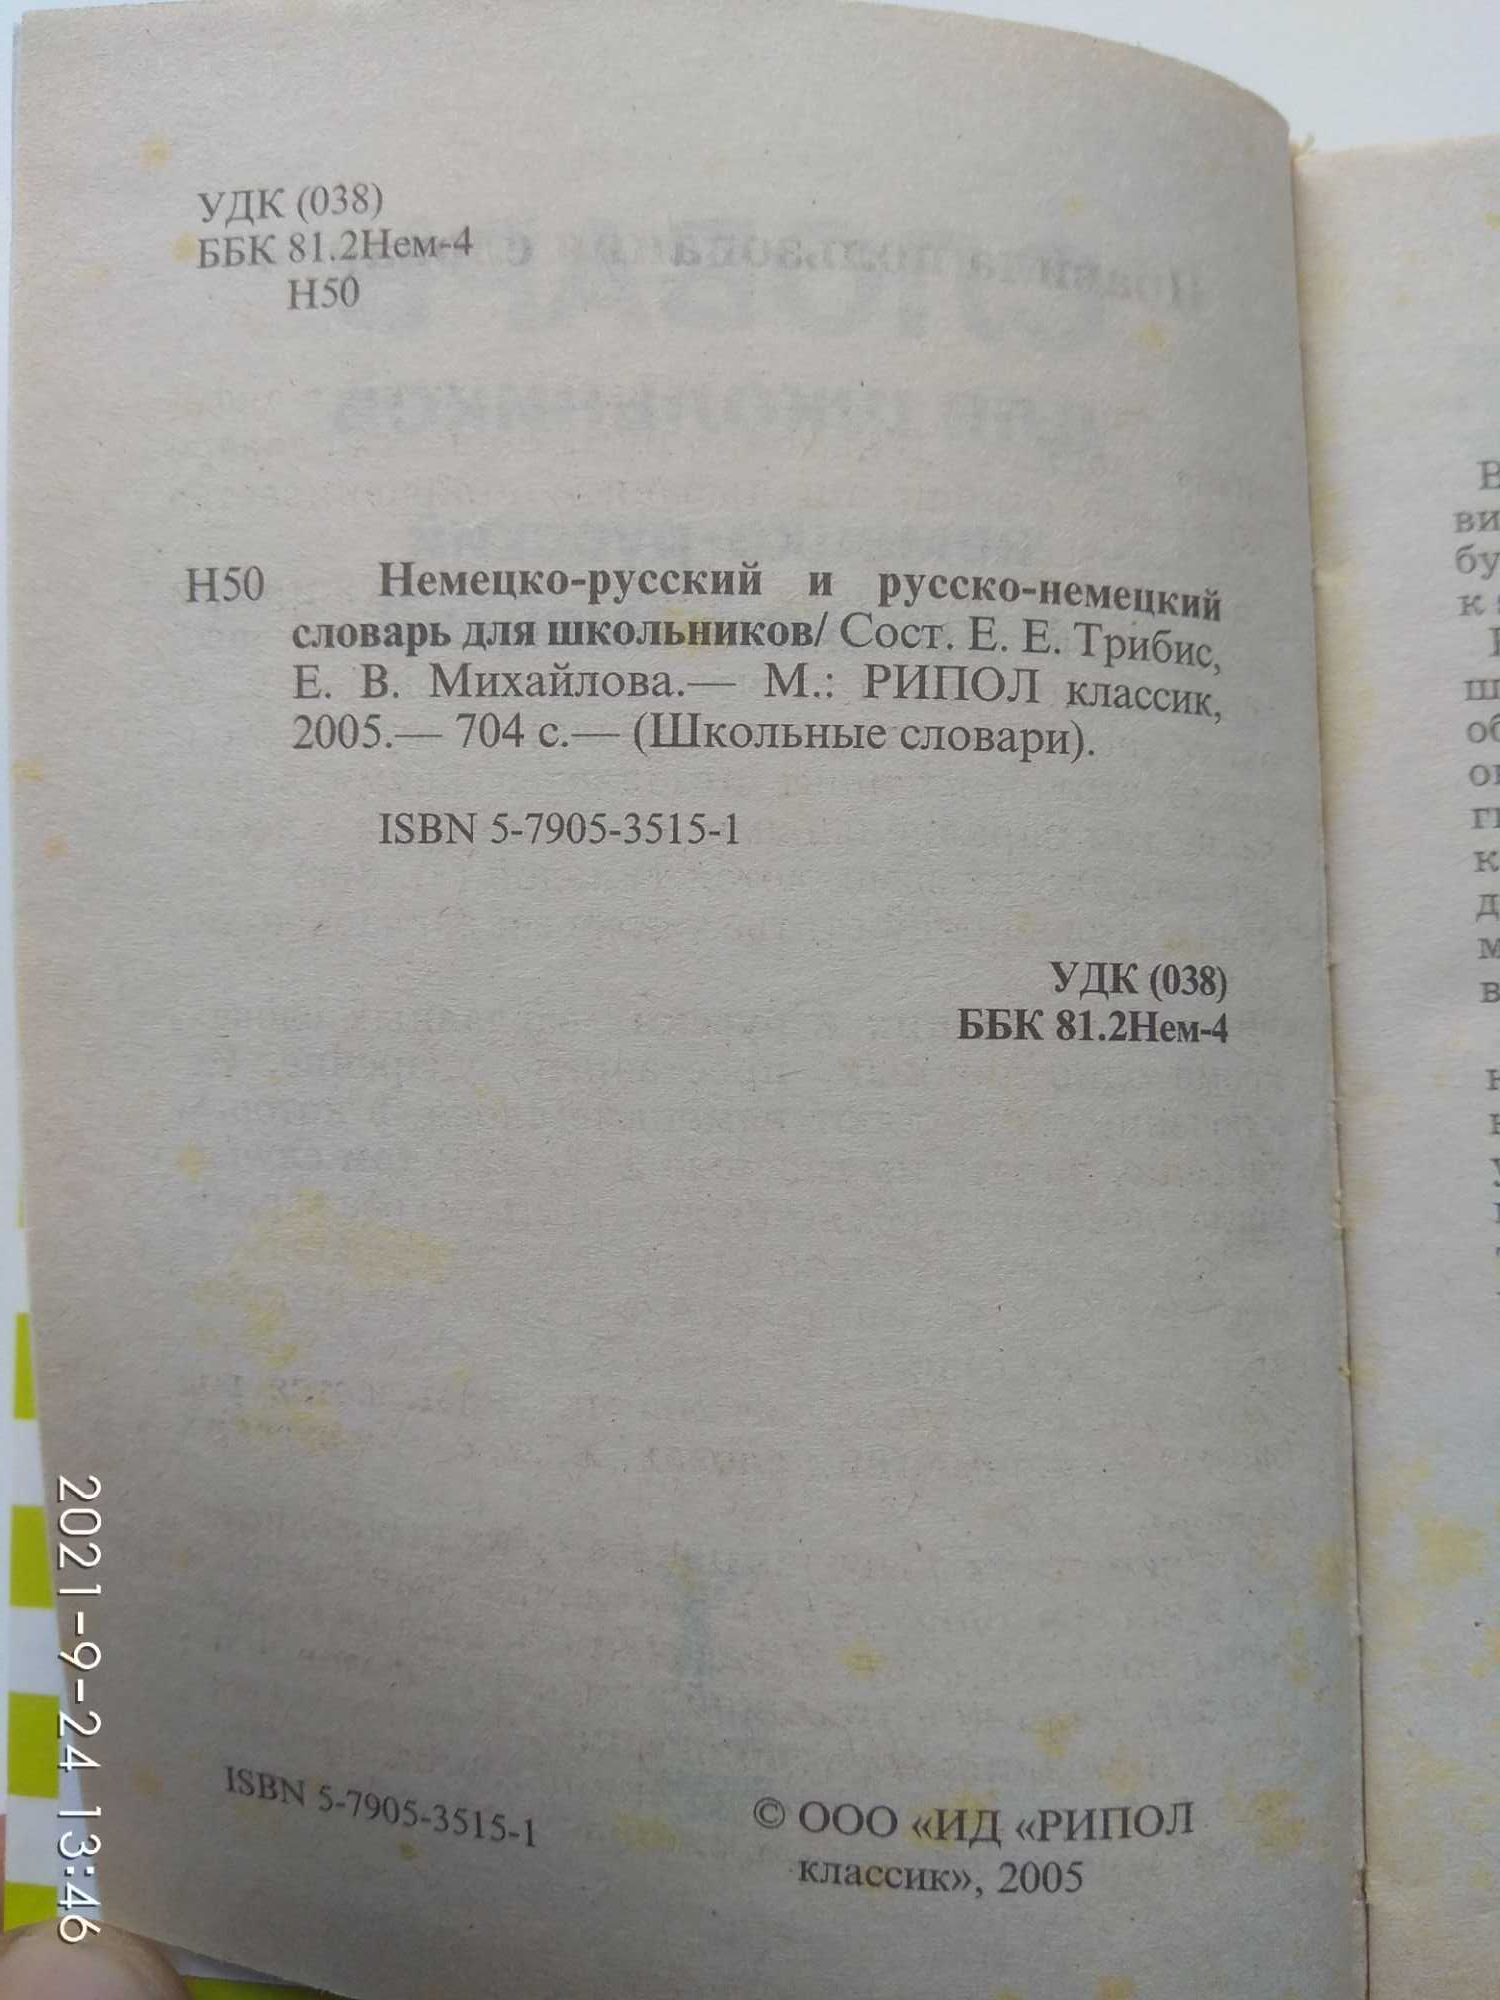 УДК (038)
ББК 81.2Нем-4
Н50
Н50 Немецко-русский и русско-немецкий
словарь для школьников/ Сост. Е. Е. Трибис,
Е. В. Михайлова.— М.: РИПОЛ классик,
2005.— 704 с.— (Школьные словари).
ISBN 5-7905-3515-1
УДК (038)
ББК 81.2Нем-4
ISBN 5-7905-3515-1
© ООО «ИД «РИПОЛ
классик», 2005
2021-9-24 13:46